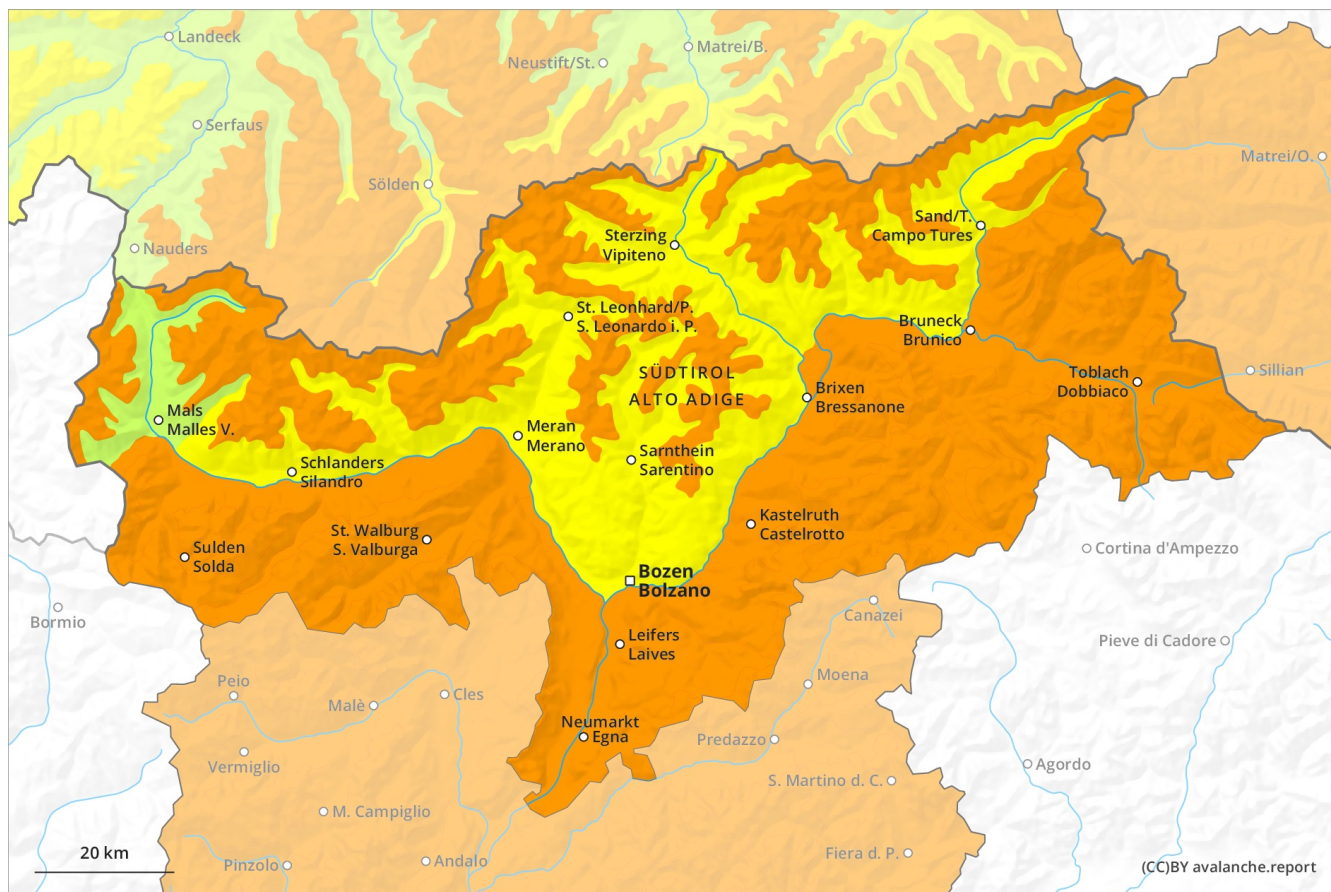 Landeck
Matrei/B.
Neustift/St.
Serfaus
Matrei/O.
Sölden
Sand/T.
Campo Tures
Sterzing
Vipiteno
Nauders
St. Leonhard/P.
S. Leonardo i. P.
Bruneck
Brunico
SÜDTIROL
ALTO ADIGE
Toblach
Dobbiaco
Sillian
Brixen
Bressanone
Mals
Malles V.
Meran
Merano
Sarnthein
Sarentino
Schlanders
Silandro
Kastelruth
Castelrotto
St. Walburg
S. Valburga
Sulden
Solda
Cortina d'Ampezzo
Bozen
Bolzano
Bormio
Canazei
Leifers
Laives
Pieve di Cadore
Moena
Peio
Cles
Malè
Neumarkt
Egna
Predazzo
Vermiglio
Agordo
S. Martino d. C.
M. Campiglio
20 km
Andalo
Fiera d. P.
Pinzolo
(CC)BY avalanche.report